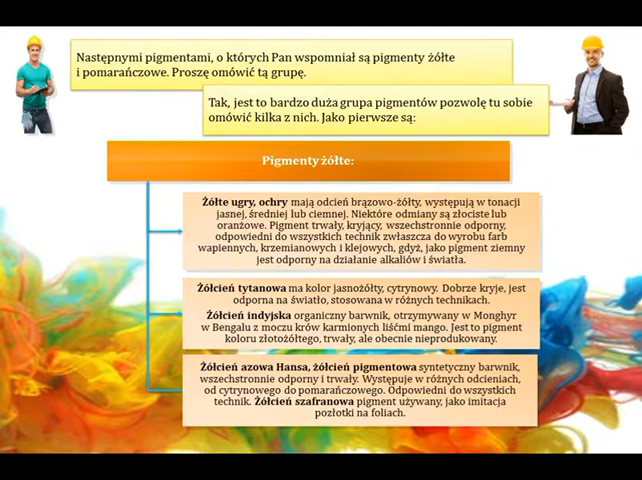 Następnymi pigmentami, o których Pan wspomniał są pigmenty żółte
i pomarańczowe. Proszę omówić tą grupę.
Tak, jest to bardzo duża grupa pigmentów pozwolę tu sobie
omówić kilka z nich. Jako pierwsze są:
Pigmenty żółte:
Żółte ugry, ochry mają odcień brązowo-żółty, występują w tonacji
jasnej, średniej lub ciemnej. Niektóre odmiany są złociste lub
oranżowe. Pigment trwały, kryjący, wszechstronnie odporny,
odpowiedni do wszystkich technik zwłaszcza do wyrobu farb
wapiennych, krzemianowych i klejowych, gdyż, jako pigment ziemny
jest odporny na działanie alkaliów i światła.
Żółcień tytanowa ma kolor jasnożółty, cytrynowy. Dobrze kryje, jest
odporna na światło, stosowana w różnych technikach.
Żółcień indyjska organiczny barwnik, otrzymywany w Monghyr
w Bengalu z moczu krów karmionych liśćmi mango. Jest to pigment
koloru złotożółtego, trwały, ale obecnie nieprodukowany.
Żółcień azowa Hansa, żółcień pigmentowa syntetyczny barwnik,
wszechstronnie odporny i trwały. Występuje w różnych odcieniach,
od cytrynowego do pomarańczowego. Odpowiedni do wszystkich
technik. Żółcień szafranowa pigment używany, jako imitacja
pozłotki na foliach.